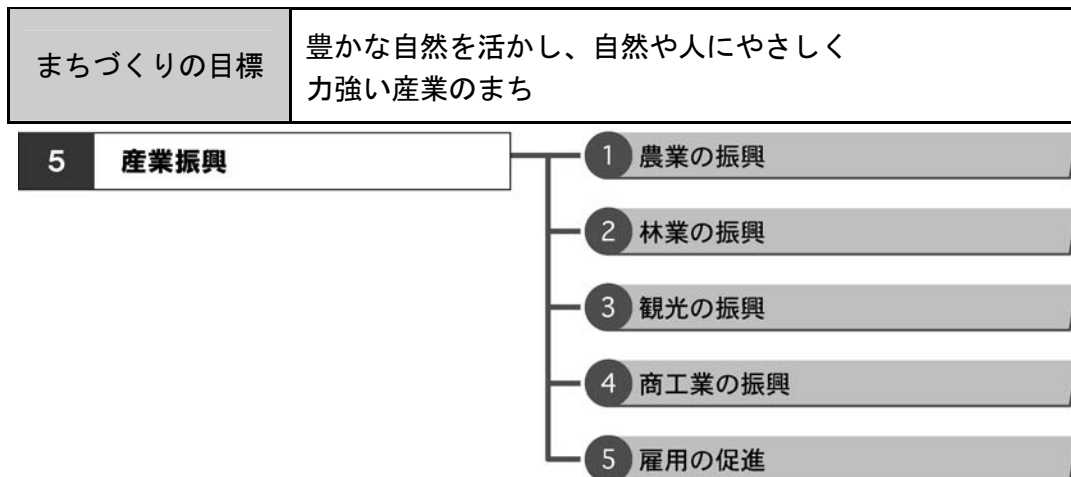 まちづくりの目標
豊かな自然を活かし、自然や人にやさしく
力強い産業のまち
5 産業振興
1 農業の振興
2 林業の振興
3 観光の振興
4 商工業の振興
5 雇用の促進